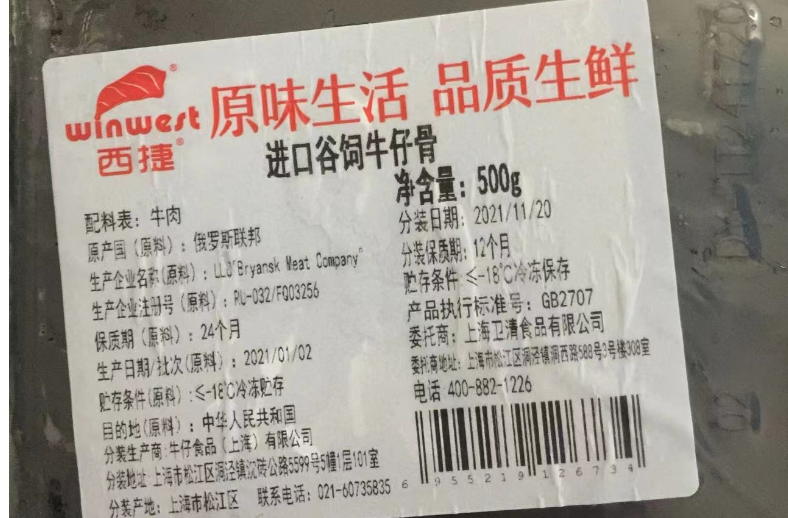 winwest®
西捷®
原味生活 品质生鲜
进口谷饲牛仔骨
净含量: 500g
配料表: 牛肉
原产国(原料): 俄罗斯联邦
生产企业名称(原料): LLC"Bryansk Meat Company"
生产企业注册号(原料): RU-032/FQ03256
保质期(原料): 24个月
生产日期/批次(原料): 2021/01/02
贮存条件(原料):≤-18℃冷冻贮存
目的地(原料): 中华人民共和国
分装生产商: 牛仔食品(上海)有限公司
分装地址: 上海市松江区洞泾镇沈砖公路5599号5幢1层101室
分装产地: 上海市松江区 联系电话: 021-60735835
分装日期: 2021/11/20
分装保质期: 12个月
贮存条件 ≤-18℃冷冻保存
产品执行标准号: GB2707
委托商: 上海卫清食品有限公司
委托商地址: 上海市松江区洞泾镇洞西路588号3号楼308室
电话 400-882-1226
6 955219 126734